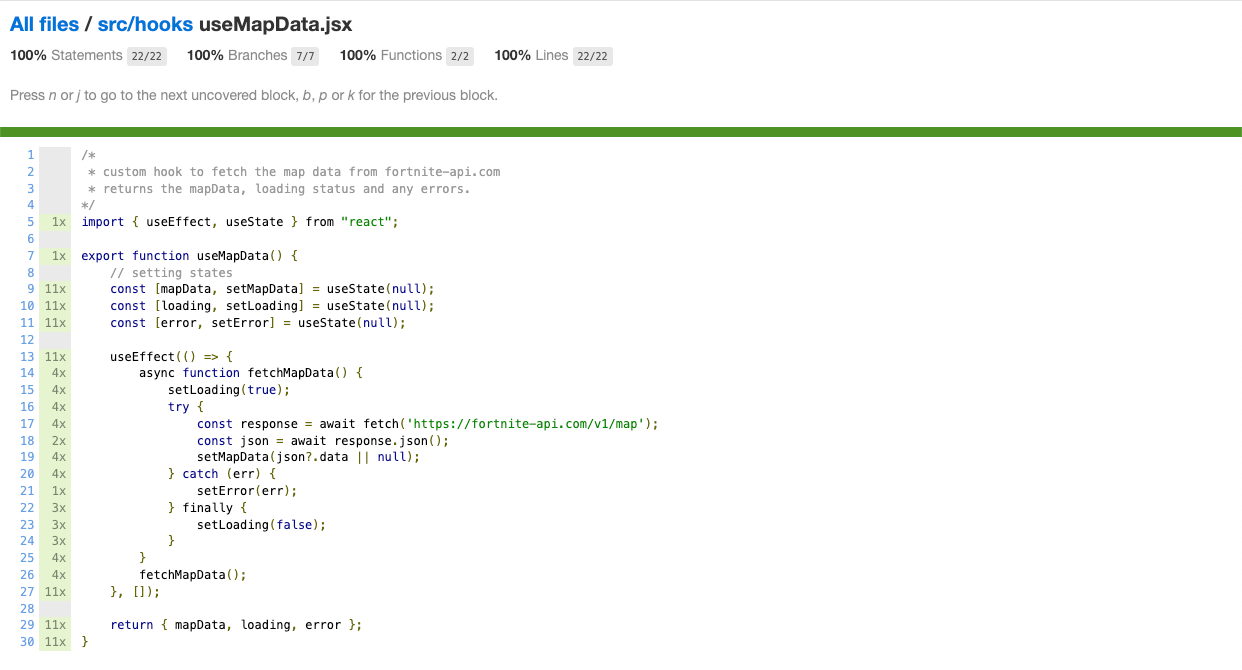 All files / src/hooks useMapData.jsx
100% Statements 22/22 100% Branches 7/7 100% Functions 2/2 100% Lines 22/22
Press n or j to go to the next uncovered block, b, p or k for the previous block.
1 /*
2 * custom hook to fetch the map data from fortnite-api.com
3 * returns the mapData, loading status and any errors.
4 */
5 1x import { useEffect, useState } from "react";
6
7 1x export function useMapData() {
8 // setting states
9 11x const [mapData, setMapData] = useState(null);
10 11x const [loading, setLoading] = useState(null);
11 11x const [error, setError] = useState(null);
12
13 11x useEffect(() => {
14 4x async function fetchMapData() {
15 4x setLoading(true);
16 4x try {
17 4x const response = await fetch('https://fortnite-api.com/v1/map');
18 2x const json = await response.json();
19 4x setMapData(json?.data || null);
20 4x } catch (err) {
21 1x setError(err);
22 3x } finally {
23 3x setLoading(false);
24 3x }
25 4x }
26 4x fetchMapData();
27 11x }, []);
28
29 11x return { mapData, loading, error };
30 11x }